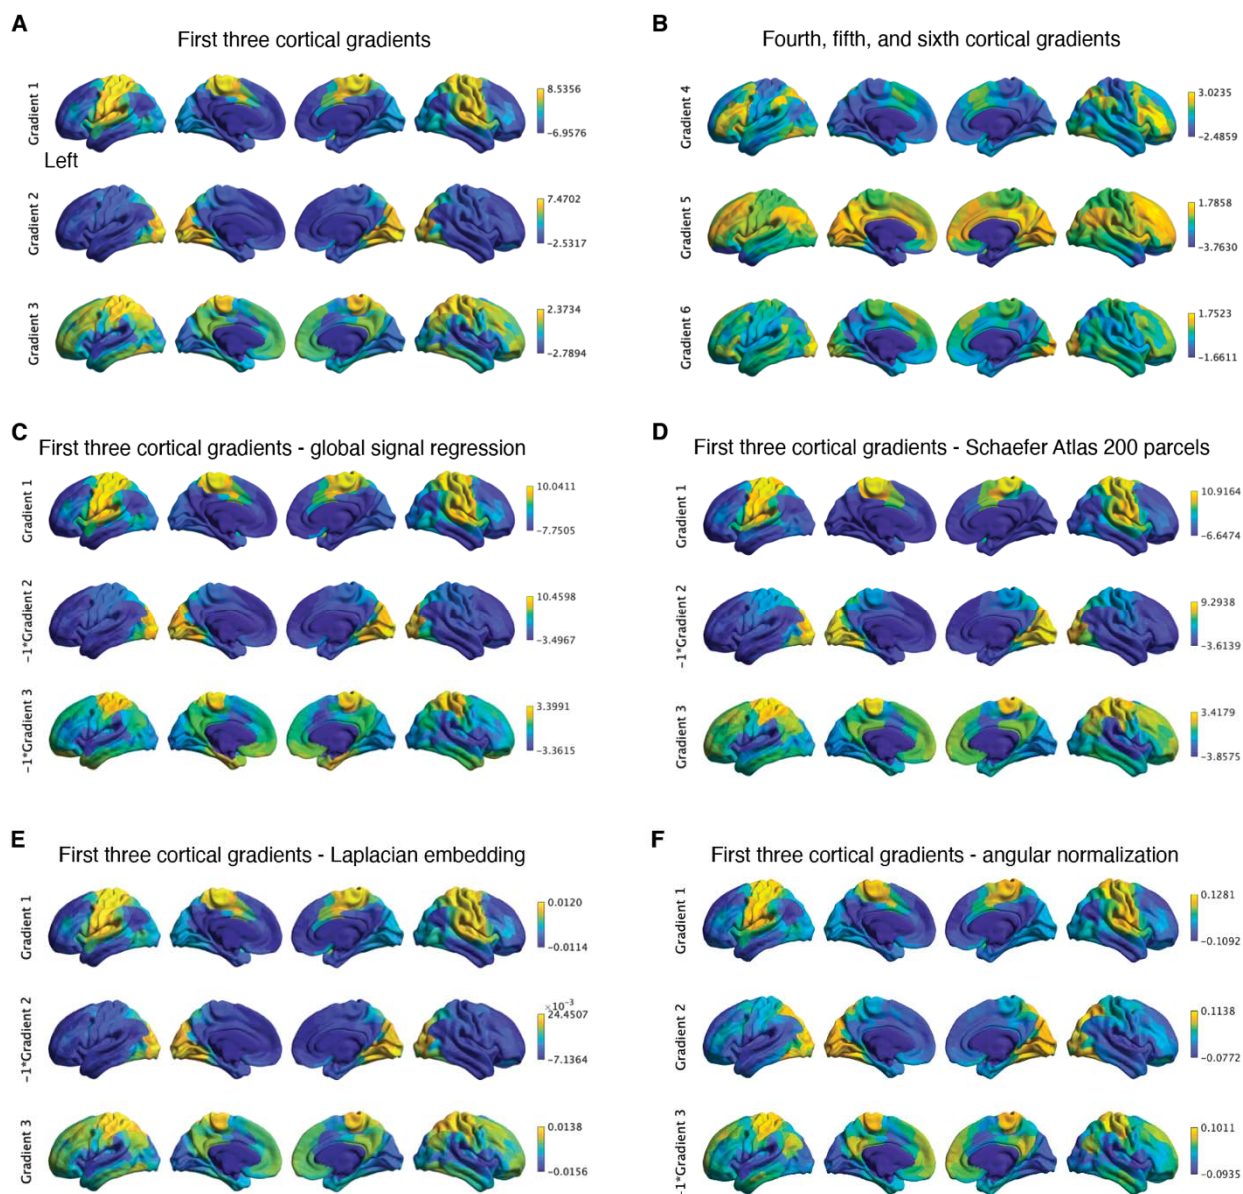 A
First three cortical gradients
Gradient 1
8.5356
−6.9576
Left
Gradient 2
7.4702
−2.5317
Gradient 3
2.3734
−2.7894
B
Fourth, fifth, and sixth cortical gradients
Gradient 4
3.0235
−2.4859
Gradient 5
1.7858
−3.7630
Gradient 6
1.7523
−1.6611
C
First three cortical gradients - global signal regression
Gradient 1
10.0411
−7.7505
−1*Gradient 2
10.4598
−3.4967
−1*Gradient 3
3.3991
−3.3615
D
First three cortical gradients - Schaefer Atlas 200 parcels
Gradient 1
10.9164
−6.6474
−1*Gradient 2
9.2938
−3.6139
Gradient 3
3.4179
−3.8575
E
First three cortical gradients - Laplacian embedding
Gradient 1
0.0120
−0.0114
−1*Gradient 2
×10⁻³
24.4507
−7.1364
Gradient 3
0.0138
−0.0156
F
First three cortical gradients - angular normalization
Gradient 1
0.1281
−0.1092
Gradient 2
0.1138
−0.0772
−1*Gradient 3
0.1011
−0.0935